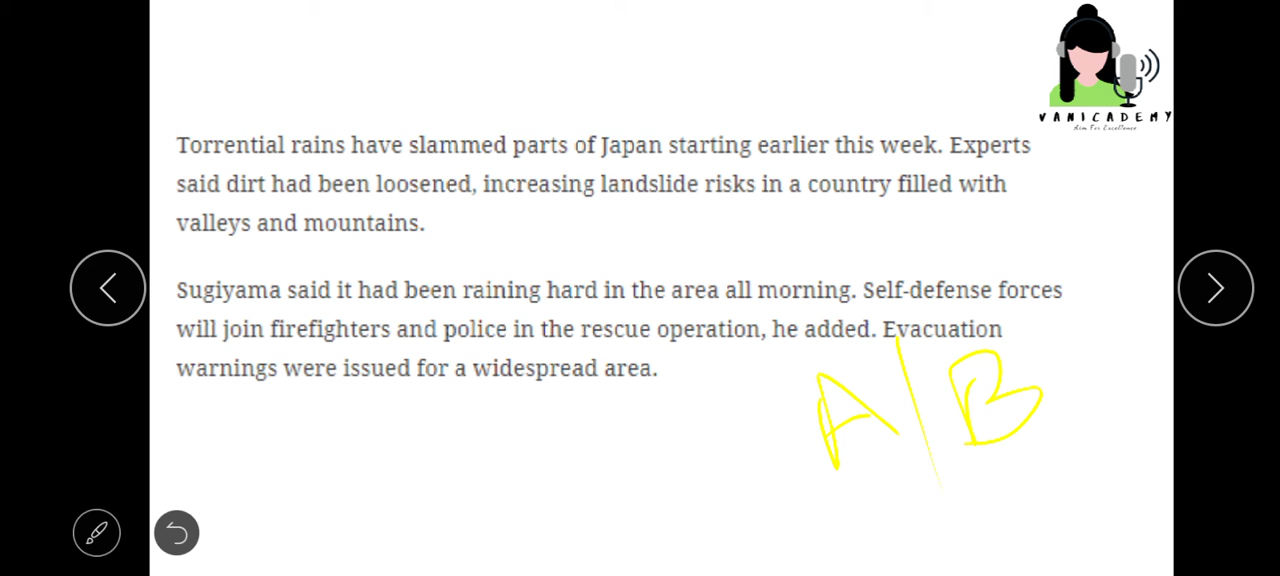 VANICADEMY
Aim For Excellence
Torrential rains have slammed parts of Japan starting earlier this week. Experts
said dirt had been loosened, increasing landslide risks in a country filled with
valleys and mountains.
Sugiyama said it had been raining hard in the area all morning. Self-defense forces
will join firefighters and police in the rescue operation, he added. Evacuation
warnings were issued for a widespread area.
A/B